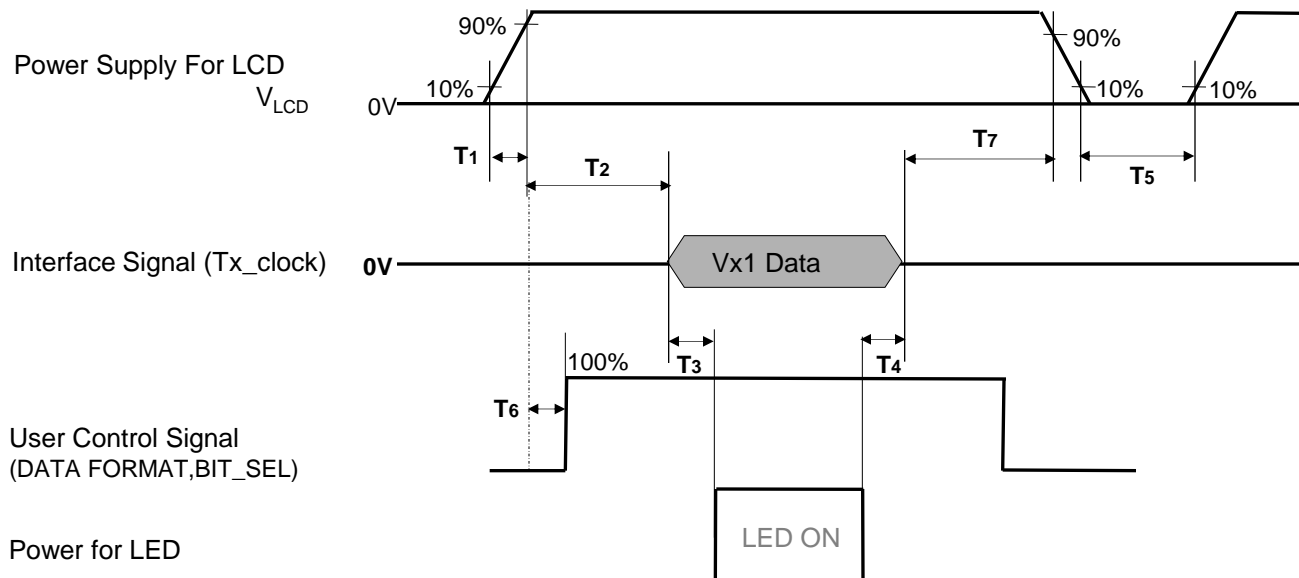 90%
90%
Power Supply For LCD
V_LCD
10%
10%
10%
0V
T1
T2
T7
T5
Interface Signal (Tx_clock)
0V
Vx1 Data
T3
T4
100%
T6
User Control Signal
(DATA FORMAT,BIT_SEL)
LED ON
Power for LED